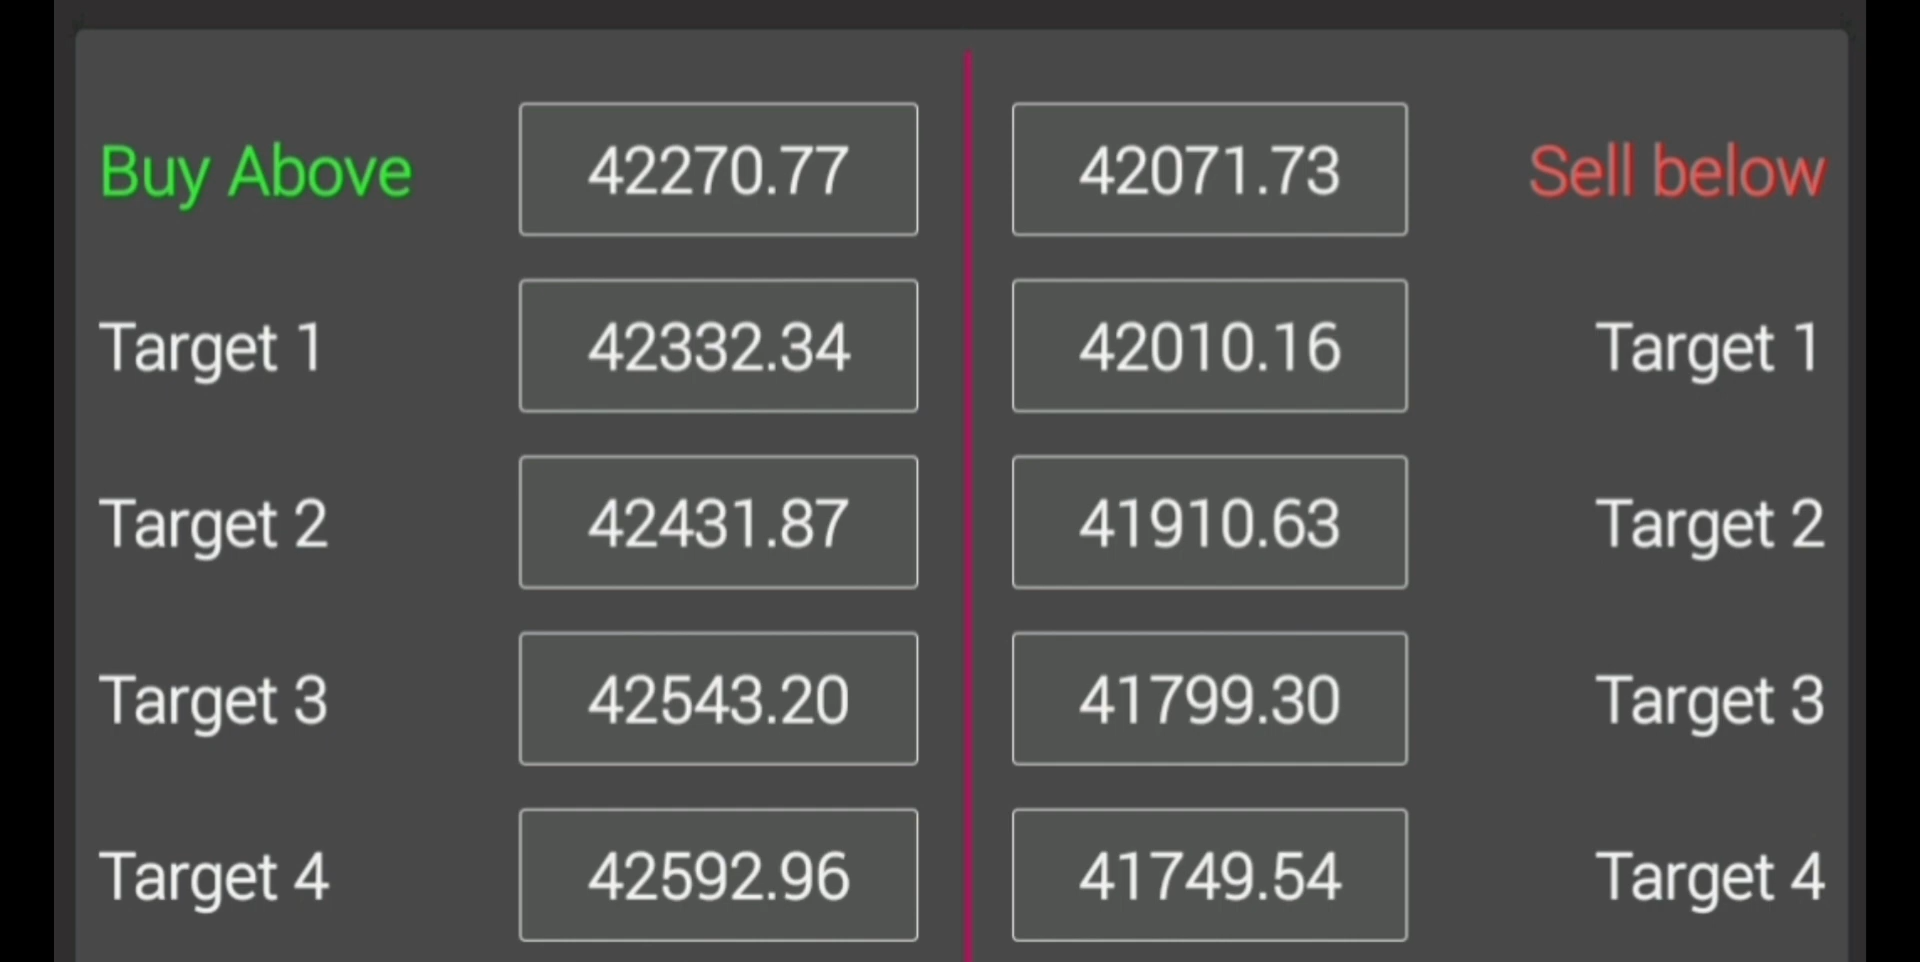 Buy Above 42270.77 42071.73 Sell below
Target 1 42332.34 42010.16 Target 1
Target 2 42431.87 41910.63 Target 2
Target 3 42543.20 41799.30 Target 3
Target 4 42592.96 41749.54 Target 4